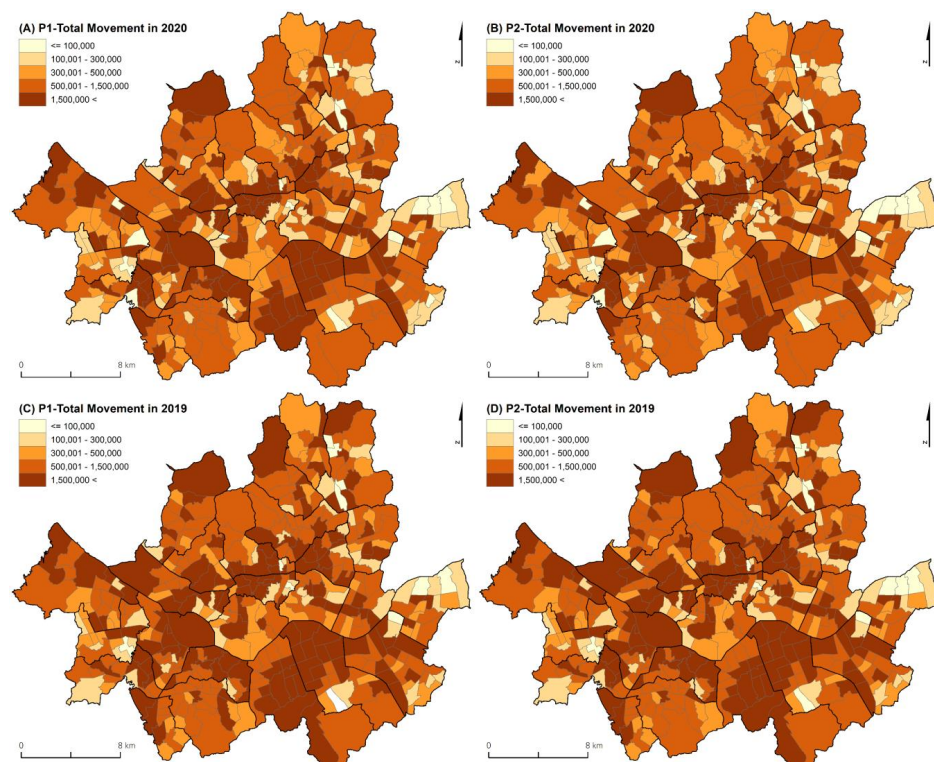 (A) P1-Total Movement in 2020
<= 100,000
100,001 - 300,000
300,001 - 500,000
500,001 - 1,500,000
1,500,000 <
z
0 8 km
(B) P2-Total Movement in 2020
<= 100,000
100,001 - 300,000
300,001 - 500,000
500,001 - 1,500,000
1,500,000 <
z
0 8 km
(C) P1-Total Movement in 2019
<= 100,000
100,001 - 300,000
300,001 - 500,000
500,001 - 1,500,000
1,500,000 <
z
0 8 km
(D) P2-Total Movement in 2019
<= 100,000
100,001 - 300,000
300,001 - 500,000
500,001 - 1,500,000
1,500,000 <
z
0 8 km